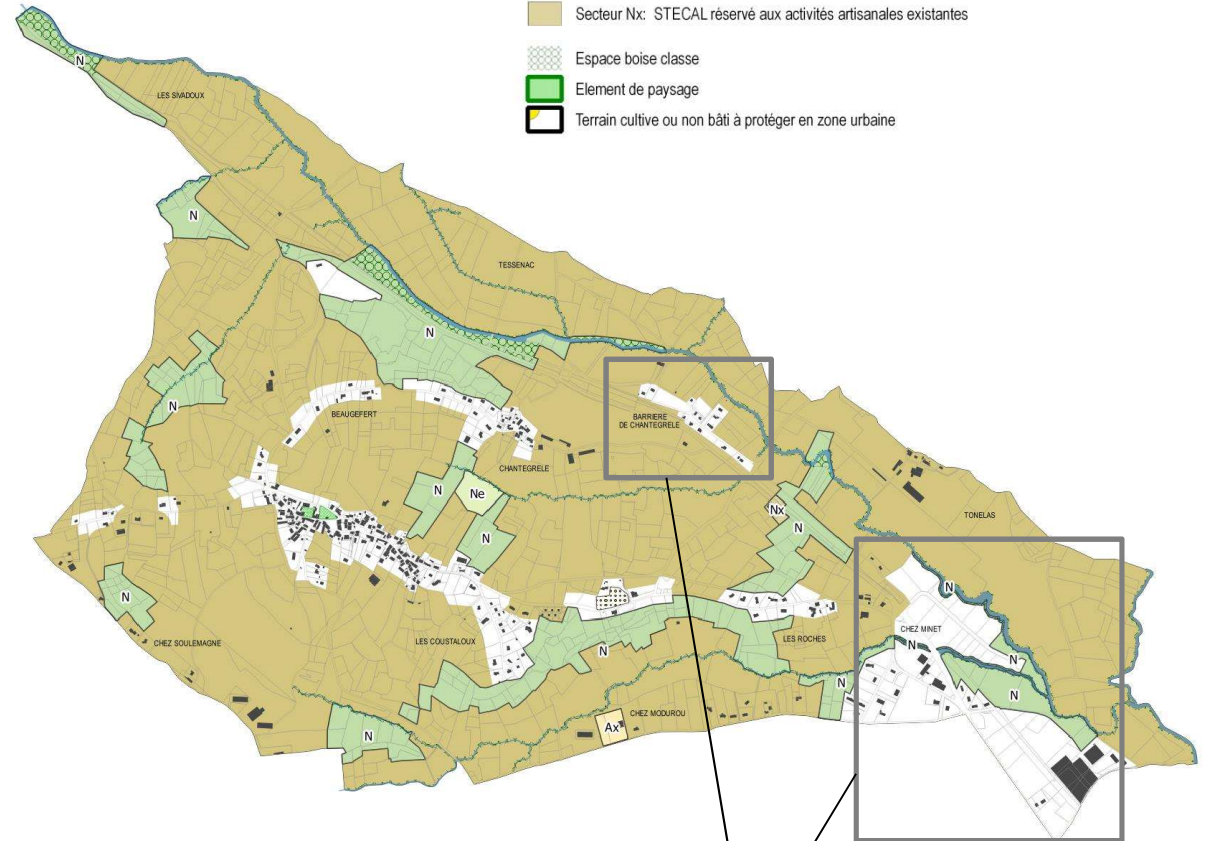 Secteur Nx: STECAL réservé aux activités artisanales existantes
Espace boise classe
Element de paysage
Terrain cultive ou non bâti à protéger en zone urbaine
N
LES SIVADOUX
N
TESSENAC
N
N
BEAUGEFERT
BARRIERE
DE CHANTEGRELE
CHANTEGRELE
N
Ne
Nx
N
TONELAS
N
N
N
CHEZ SOULEMAGNE
LES COUSTALOUX
LES ROCHES
CHEZ MINET
N
N
N
N
N
CHEZ MODUROU
Ax
N